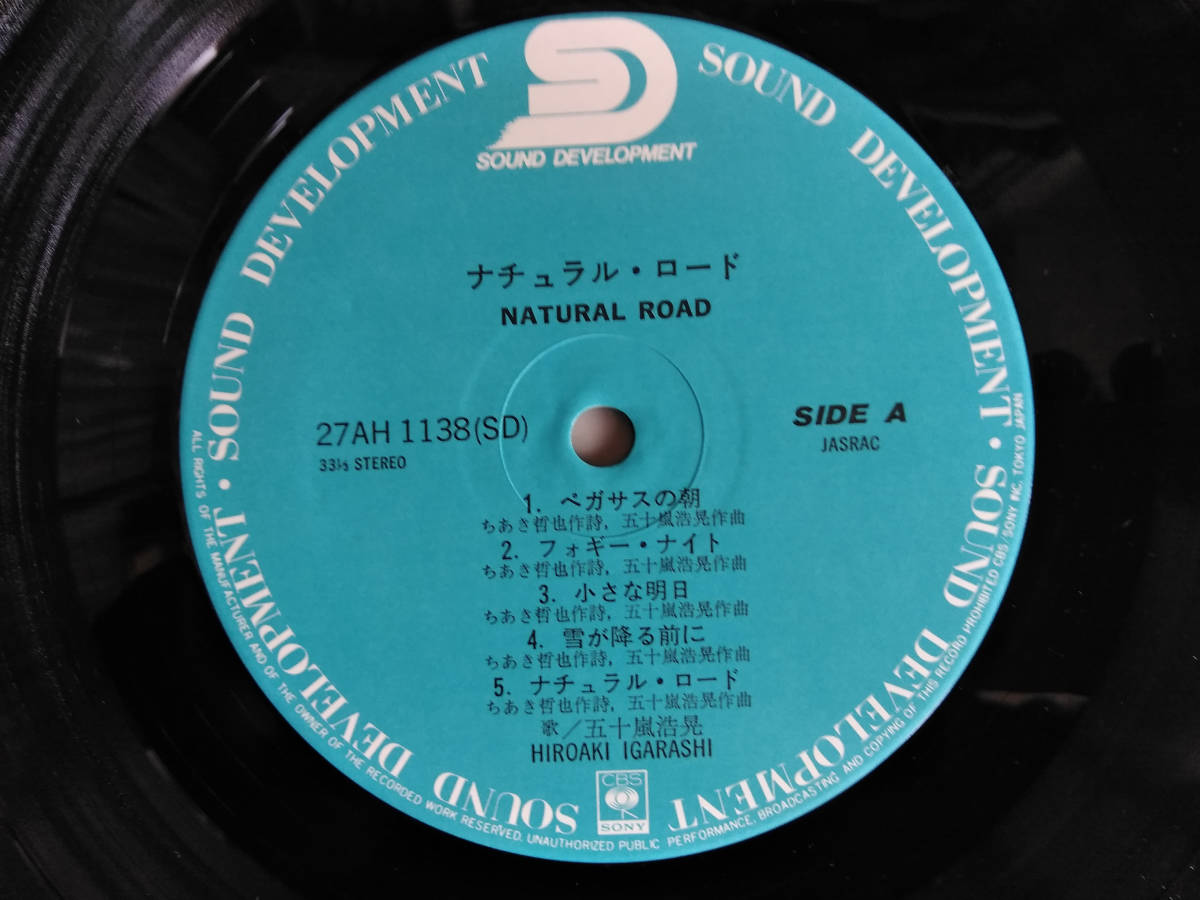 SOUND DEVELOPMENT
ナチュラル・ロード
NATURAL ROAD
27AH 1138(SD)
33⅓ STEREO
SIDE A
JASRAC
1. ペガサスの朝
ちあき哲也作詩, 五十嵐浩晃作曲
2. フォギー・ナイト
ちあき哲也作詩, 五十嵐浩晃作曲
3. 小さな明日
ちあき哲也作詩, 五十嵐浩晃作曲
4. 雪が降る前に
ちあき哲也作詩, 五十嵐浩晃作曲
5. ナチュラル・ロード
ちあき哲也作詩, 五十嵐浩晃作曲
歌/五十嵐浩晃
HIROAKI IGARASHI
CBS
SONY
SOUND DEVELOPMENT・SOUND DEVELOPMENT・SOUND DEVELOPMENT・SOUND DEVELOPMENT
ALL RIGHTS OF THE MANUFACTURER AND OF THE OWNER OF THE RECORDED WORK RESERVED. UNAUTHORIZED PUBLIC PERFORMANCE, BROADCASTING AND COPYING OF THIS RECORD PROHIBITED CBS/SONY INC. TOKYO JAPAN